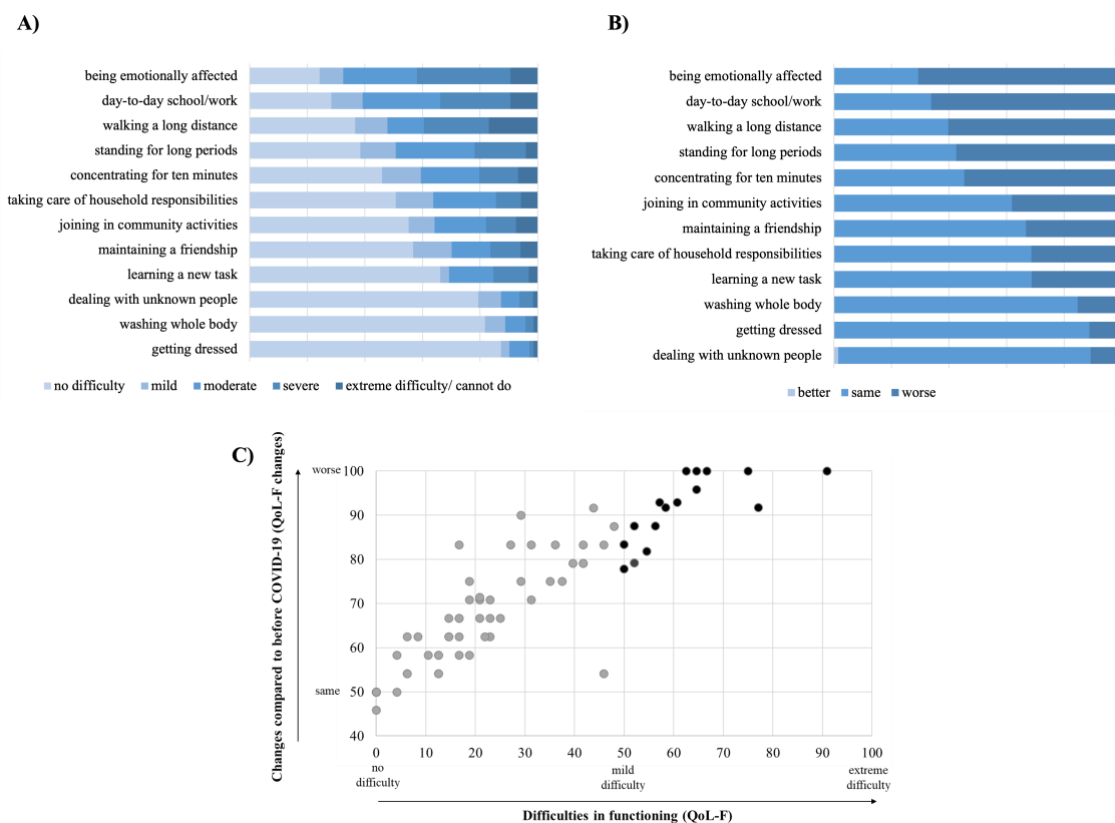 A)
being emotionally affected
day-to-day school/work
walking a long distance
standing for long periods
concentrating for ten minutes
taking care of household responsibilities
joining in community activities
maintaining a friendship
learning a new task
dealing with unknown people
washing whole body
getting dressed
no difficulty mild moderate severe extreme difficulty/ cannot do
B)
being emotionally affected
day-to-day school/work
walking a long distance
standing for long periods
concentrating for ten minutes
joining in community activities
maintaining a friendship
taking care of household responsibilities
learning a new task
washing whole body
getting dressed
dealing with unknown people
better same worse
C)
Changes compared to before COVID-19 (QoL-F changes)
worse 100
90
80
70
60
same 50
40
0 10 20 30 40 50 60 70 80 90 100
no difficulty
mild difficulty
extreme difficulty
Difficulties in functioning (QoL-F)